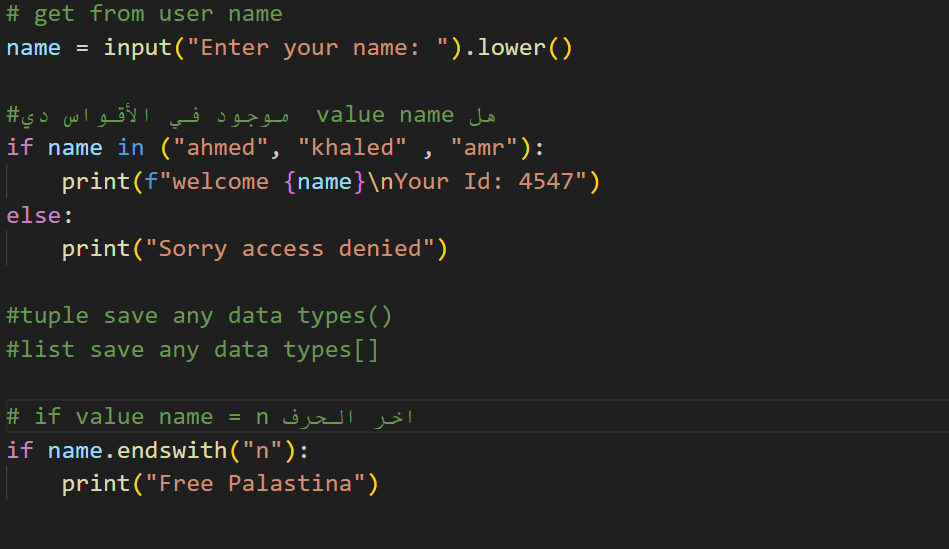 # get from user name
name = input("Enter your name: ").lower()
#هل value name موجود في الأقواس دي
if name in ("ahmed", "khaled" , "amr"):
    print(f"welcome {name}\nYour Id: 4547")
else:
    print("Sorry access denied")
#tuple save any data types()
#list save any data types[]
# if value name = n اخر الحرف
if name.endswith("n"):
    print("Free Palastina")